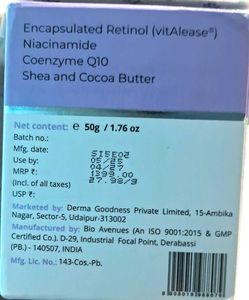 Encapsulated Retinol (vitAlease®)
Niacinamide
Coenzyme Q10
Shea and Cocoa Butter
Net content: ℮ 50g / 1.76 oz
Batch no.: SI5E02
Mfg. date: 05/25
Use by: 04/27
MRP ₹: 1399.00
(Incl. of all taxes)
USP ₹: 27.98/g
Marketed by: Derma Goodness Private Limited, 15-Ambika
Nagar, Sector-5, Udaipur-313002
Manufactured by: Bio Avenues (An ISO 9001:2015 & GMP
Certified Co.). D-29, Industrial Focal Point, Derabassi
(PB.) - 140507, INDIA
Mfg. Lic. No.: 143-Cos.-Pb.